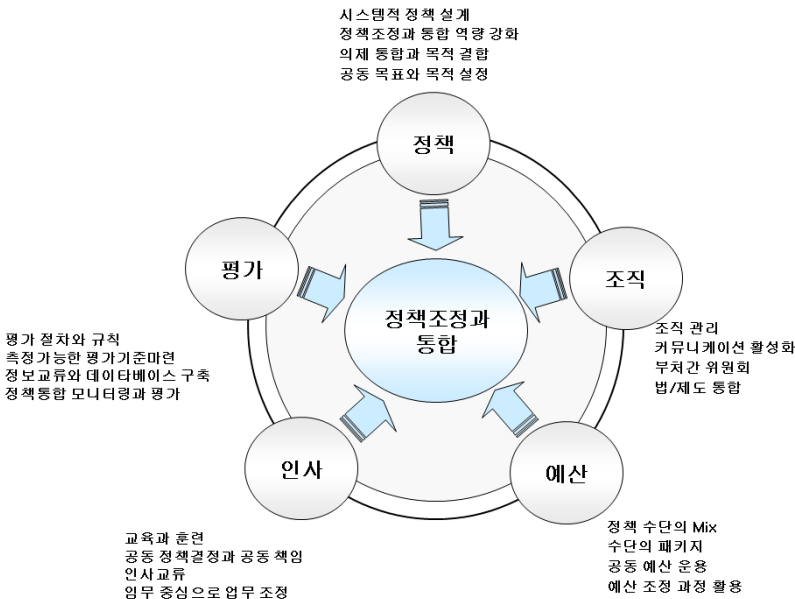 시스템적 정책 설계
정책조정과 통합 역량 강화
의제 통합과 목적 결합
공동 목표와 목적 설정
정책
평가
조직
정책조정과
통합
평가 절차와 규칙
측정가능한 평가기준마련
정보교류와 데이타베이스 구축
정책통합 모니터링과 평가
조직 관리
커뮤니케이션 활성화
부처간 위원회
법/제도 통합
인사
예산
교육과 훈련
공동 정책결정과 공동 책임
인사교류
임무 중심으로 업무 조정
정책 수단의 Mix
수단의 패키지
공동 예산 운용
예산 조정 과정 활용